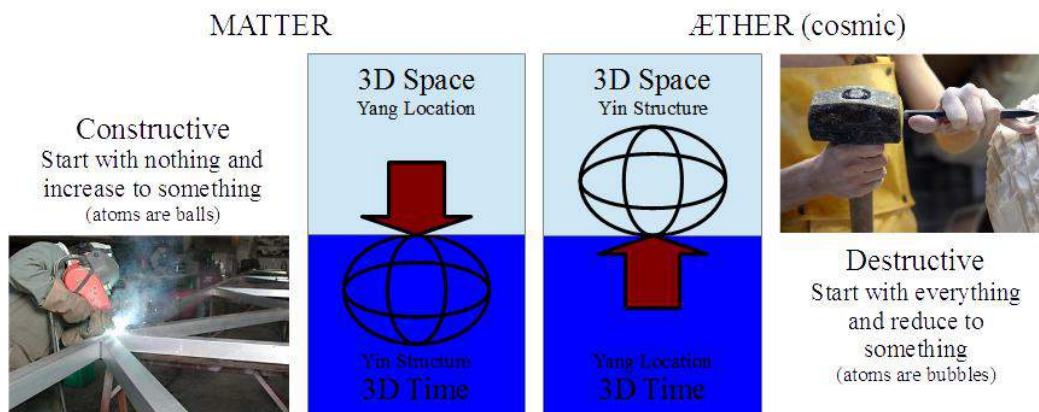 MATTER
ÆTHER (cosmic)
Constructive
Start with nothing and
increase to something
(atoms are balls)
3D Space
Yang Location
Yin Structure
3D Time
3D Space
Yin Structure
Yang Location
3D Time
Destructive
Start with everything
and reduce to
something
(atoms are bubbles)